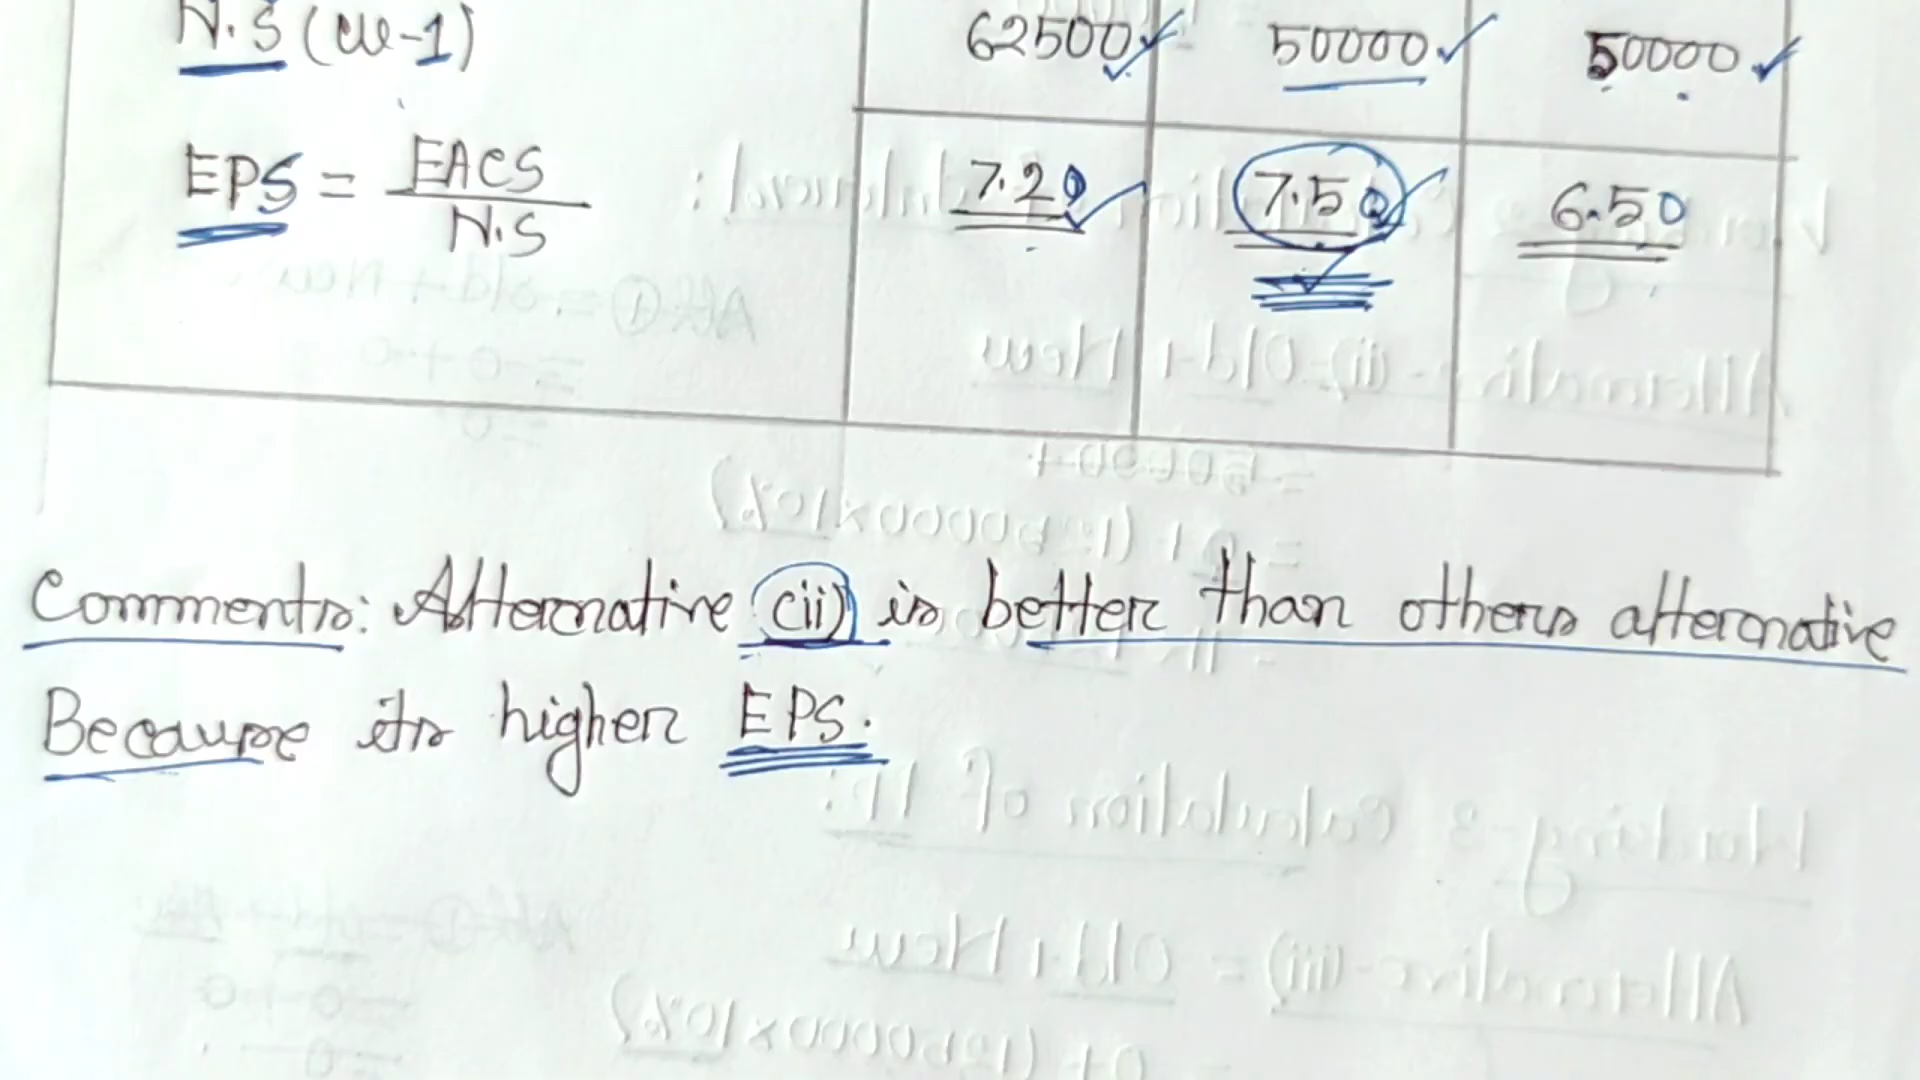 N.S (w-1) 62500 50000 50000
EPS = EACS / N.S 7.20 7.50 6.50
Comments: Alternative (ii) is better than others alternative
Because its higher EPS.